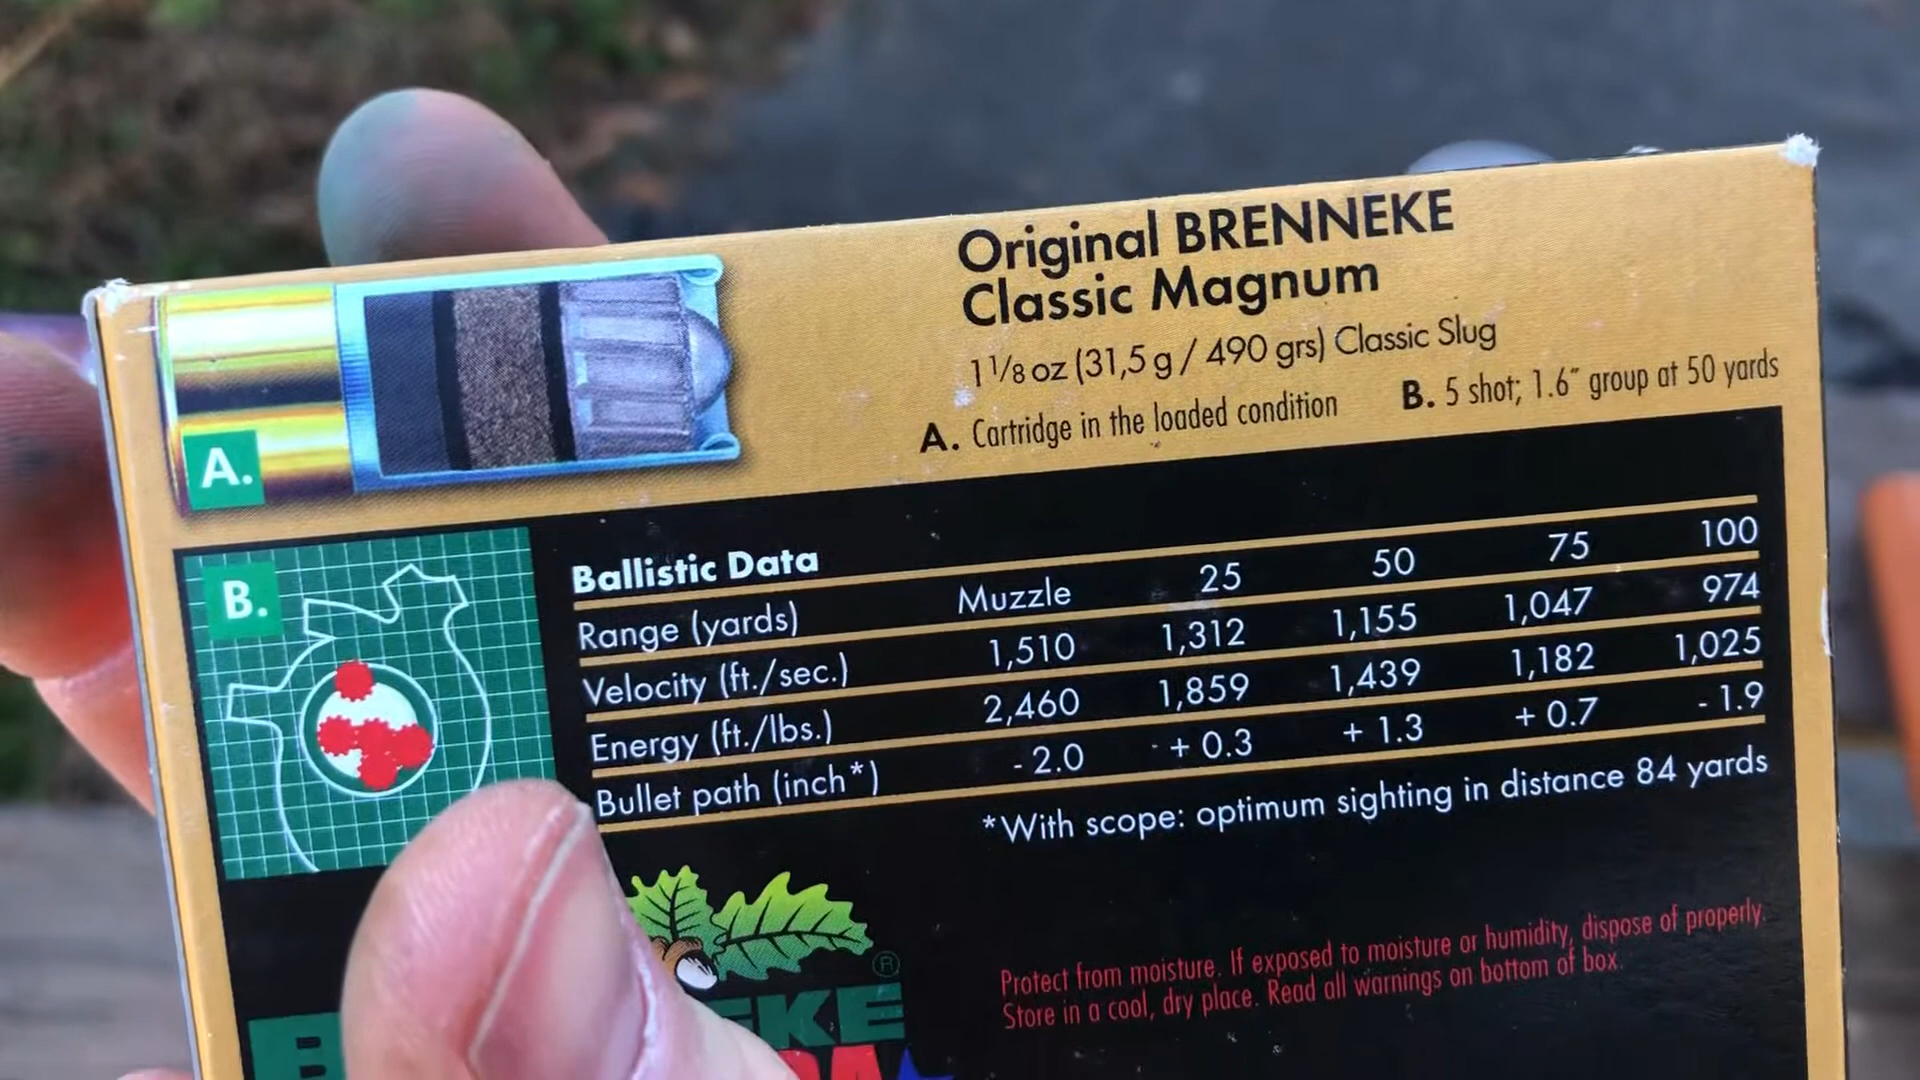 Original BRENNEKE
Classic Magnum
1 1/8 oz (31,5 g / 490 grs) Classic Slug
A. Cartridge in the loaded condition B. 5 shot; 1.6" group at 50 yards
A.
B.
Ballistic Data
Range (yards) Muzzle 25 50 75 100
Velocity (ft./sec.) 1,510 1,312 1,155 1,047 974
Energy (ft./lbs.) 2,460 1,859 1,439 1,182 1,025
Bullet path (inch*) - 2.0 + 0.3 + 1.3 + 0.7 - 1.9
*With scope: optimum sighting in distance 84 yards
®
Protect from moisture. If exposed to moisture or humidity, dispose of properly.
Store in a cool, dry place. Read all warnings on bottom of box.